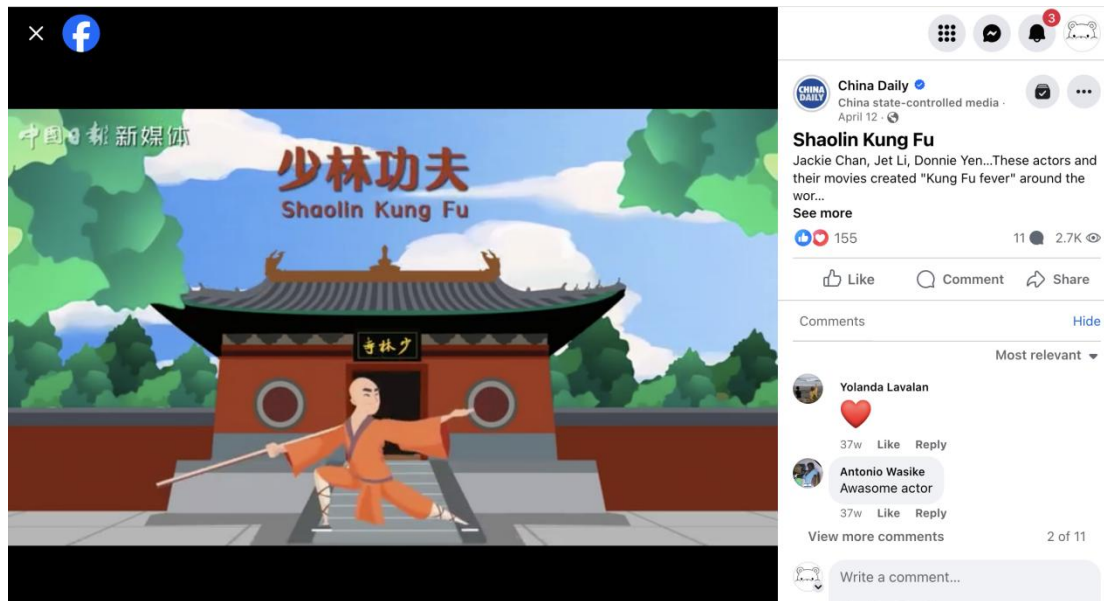 中国日报 新媒体
少林功夫
Shaolin Kung Fu
寺林少
3
CHINA DAILY
China Daily
China state-controlled media ·
April 12 ·
Shaolin Kung Fu
Jackie Chan, Jet Li, Donnie Yen...These actors and
their movies created "Kung Fu fever" around the
wor...
See more
155
11 2.7K
Like Comment Share
Comments Hide
Most relevant
Yolanda Lavalan
37w Like Reply
Antonio Wasike
Awasome actor
37w Like Reply
View more comments 2 of 11
Write a comment...